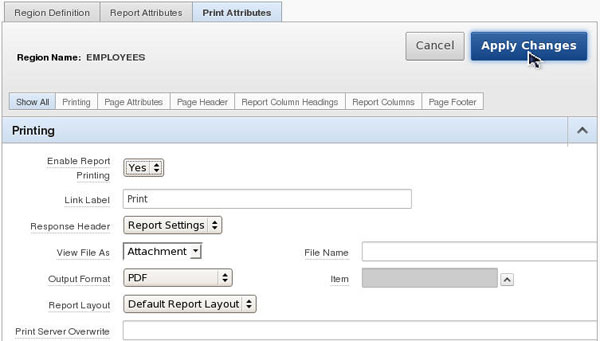 Region Definition Report Attributes Print Attributes
Region Name: EMPLOYEES Cancel Apply Changes
Show All Printing Page Attributes Page Header Report Column Headings Report Columns Page Footer
Printing
Enable Report
Printing Yes
Link Label Print
Response Header Report Settings
View File As Attachment File Name
Output Format PDF Item
Report Layout Default Report Layout
Print Server Overwrite